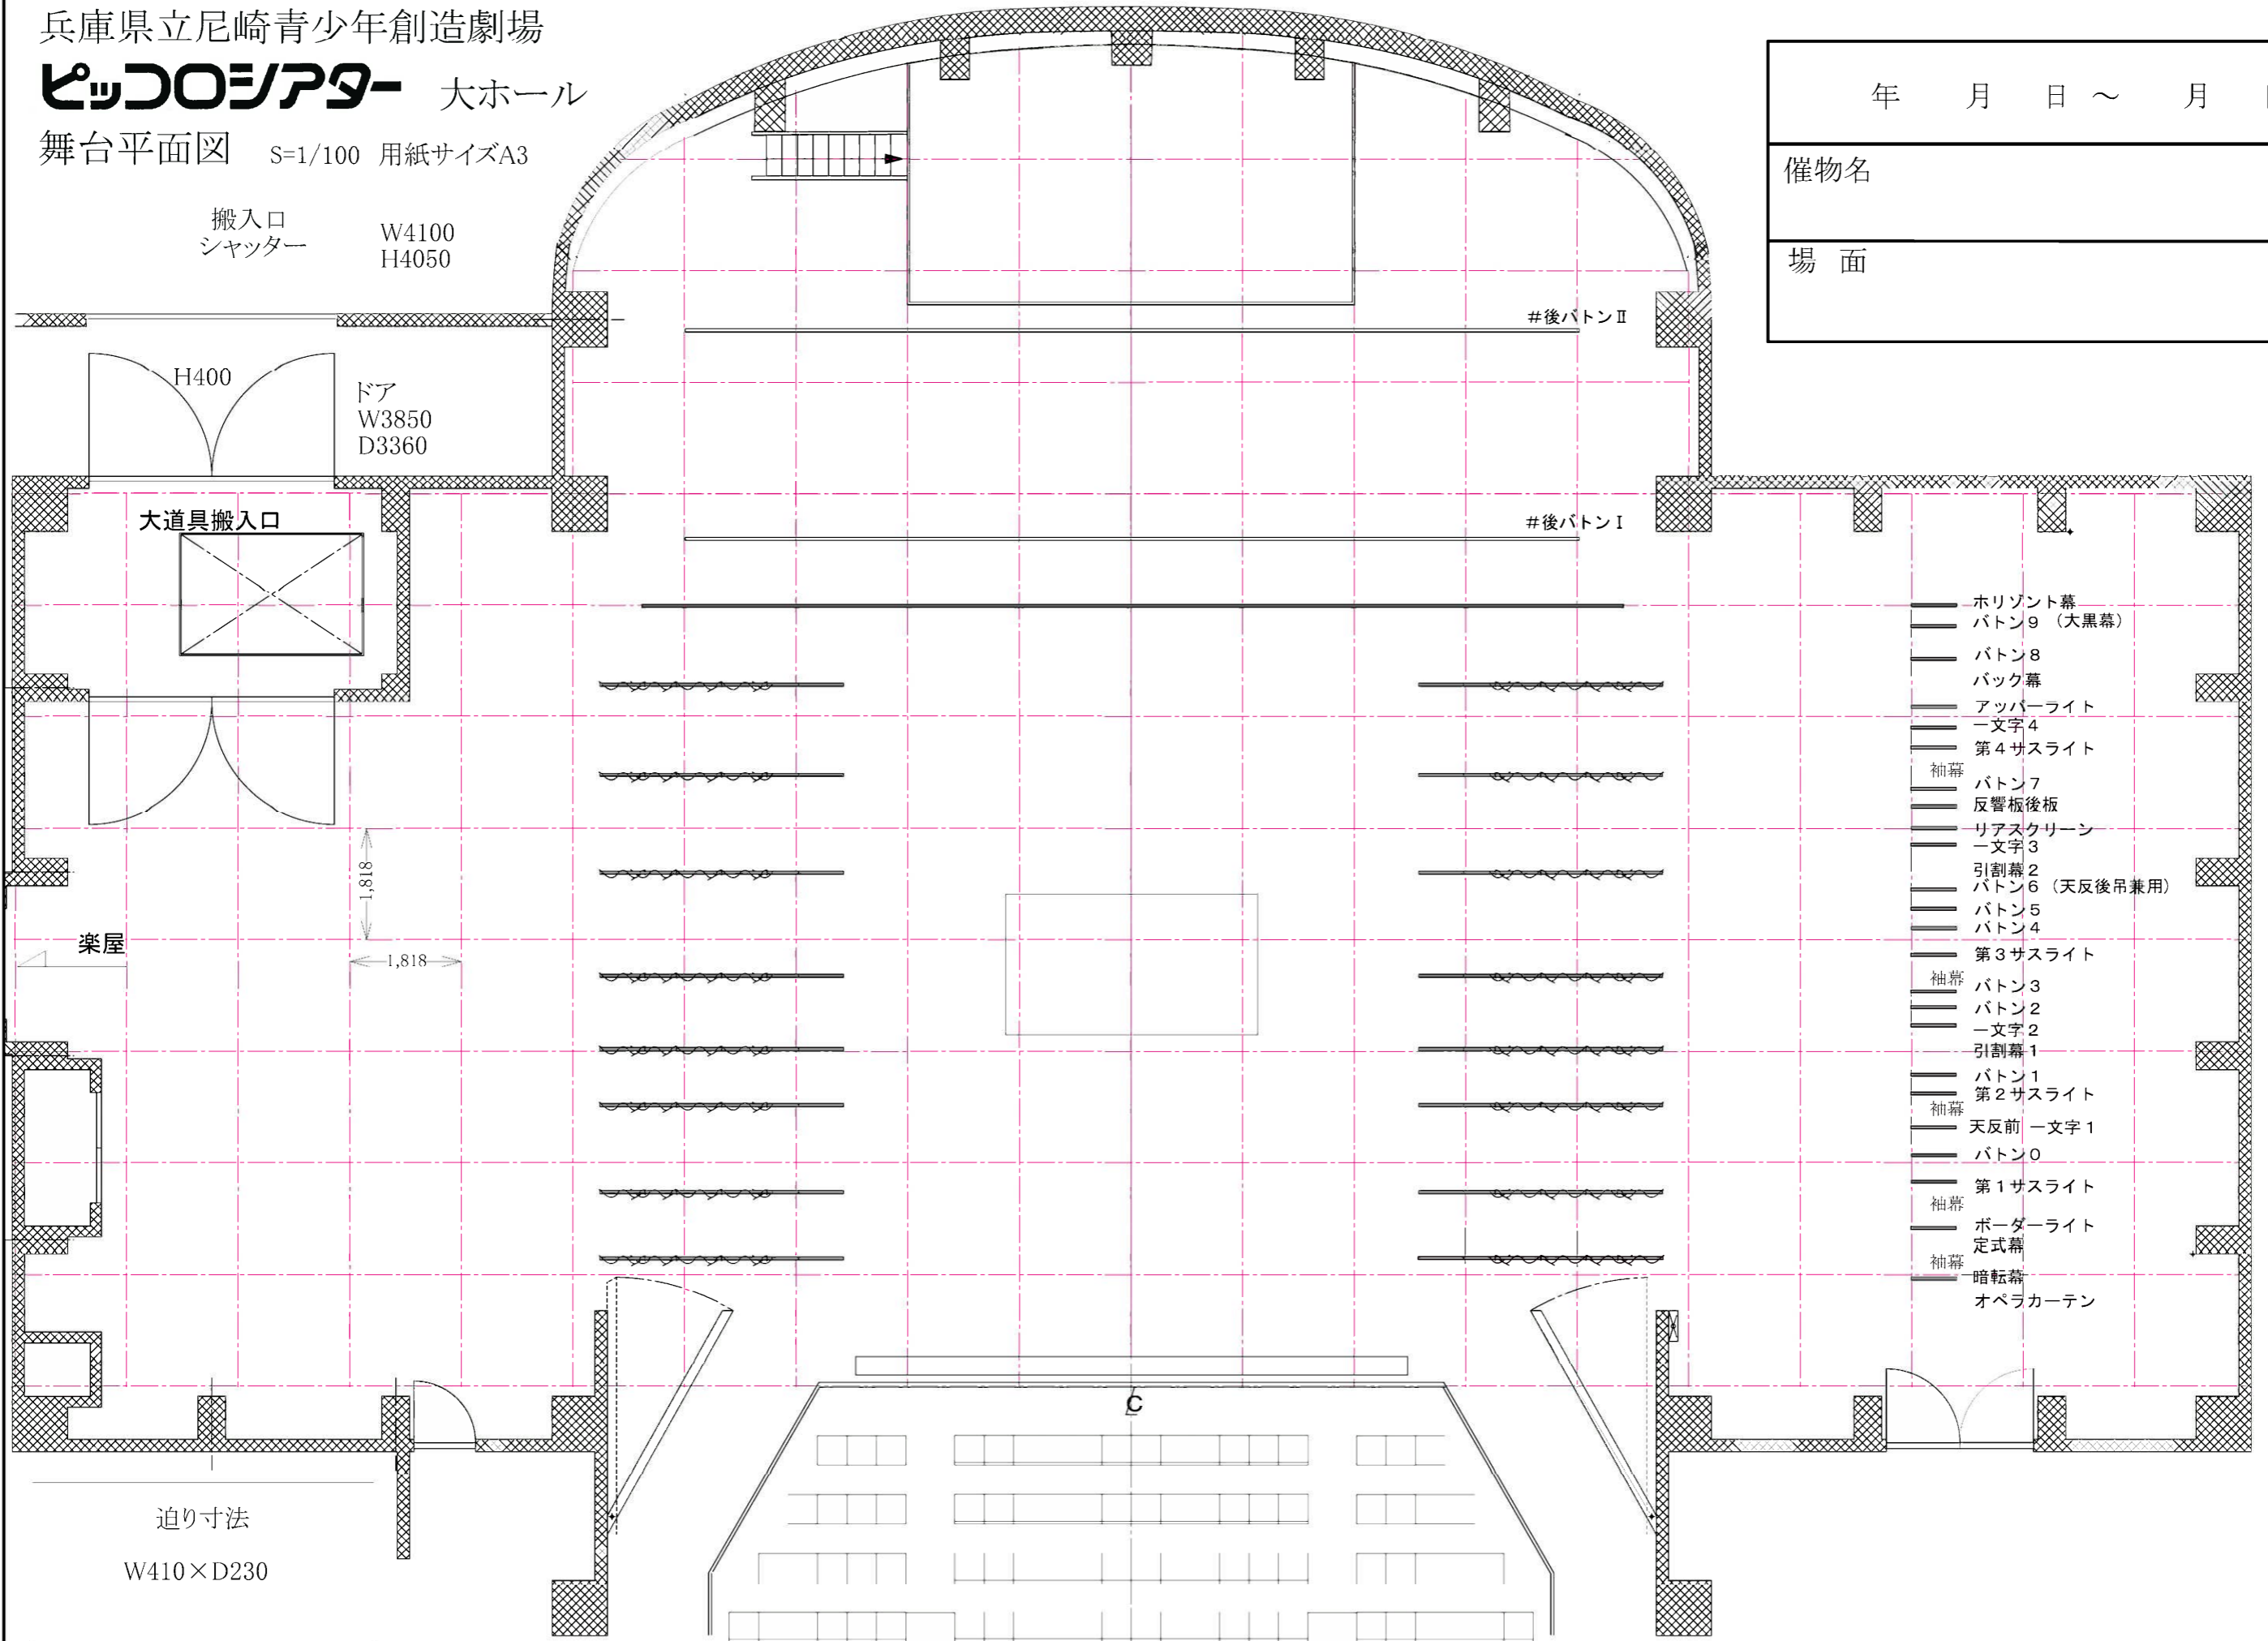 兵庫県立尼崎青少年創造劇場
ピッコロシアター 大ホール
舞台平面図 S=1/100 用紙サイズA3
年 月 日 ～ 月
催物名
場 面
搬入口
シャッター
W4100
H4050
H400
ドア
W3850
D3360
大道具搬入口
#後バトンⅡ
#後バトンⅠ
ホリゾント幕
バトン9 (大黒幕)
バトン8
バック幕
アッパーライト
一文字4
第4サスライト
袖幕
バトン7
反響板後板
リアスクリーン
一文字3
引割幕2
バトン6 (天反後吊兼用)
バトン5
バトン4
第3サスライト
袖幕
バトン3
バトン2
一文字2
引割幕1
バトン1
第2サスライト
袖幕
天反前 一文字1
バトン0
第1サスライト
袖幕
ボーダーライト
定式幕
袖幕
暗転幕
オペラカーテン
1,818
1,818
楽屋
C
迫り寸法
W410×D230